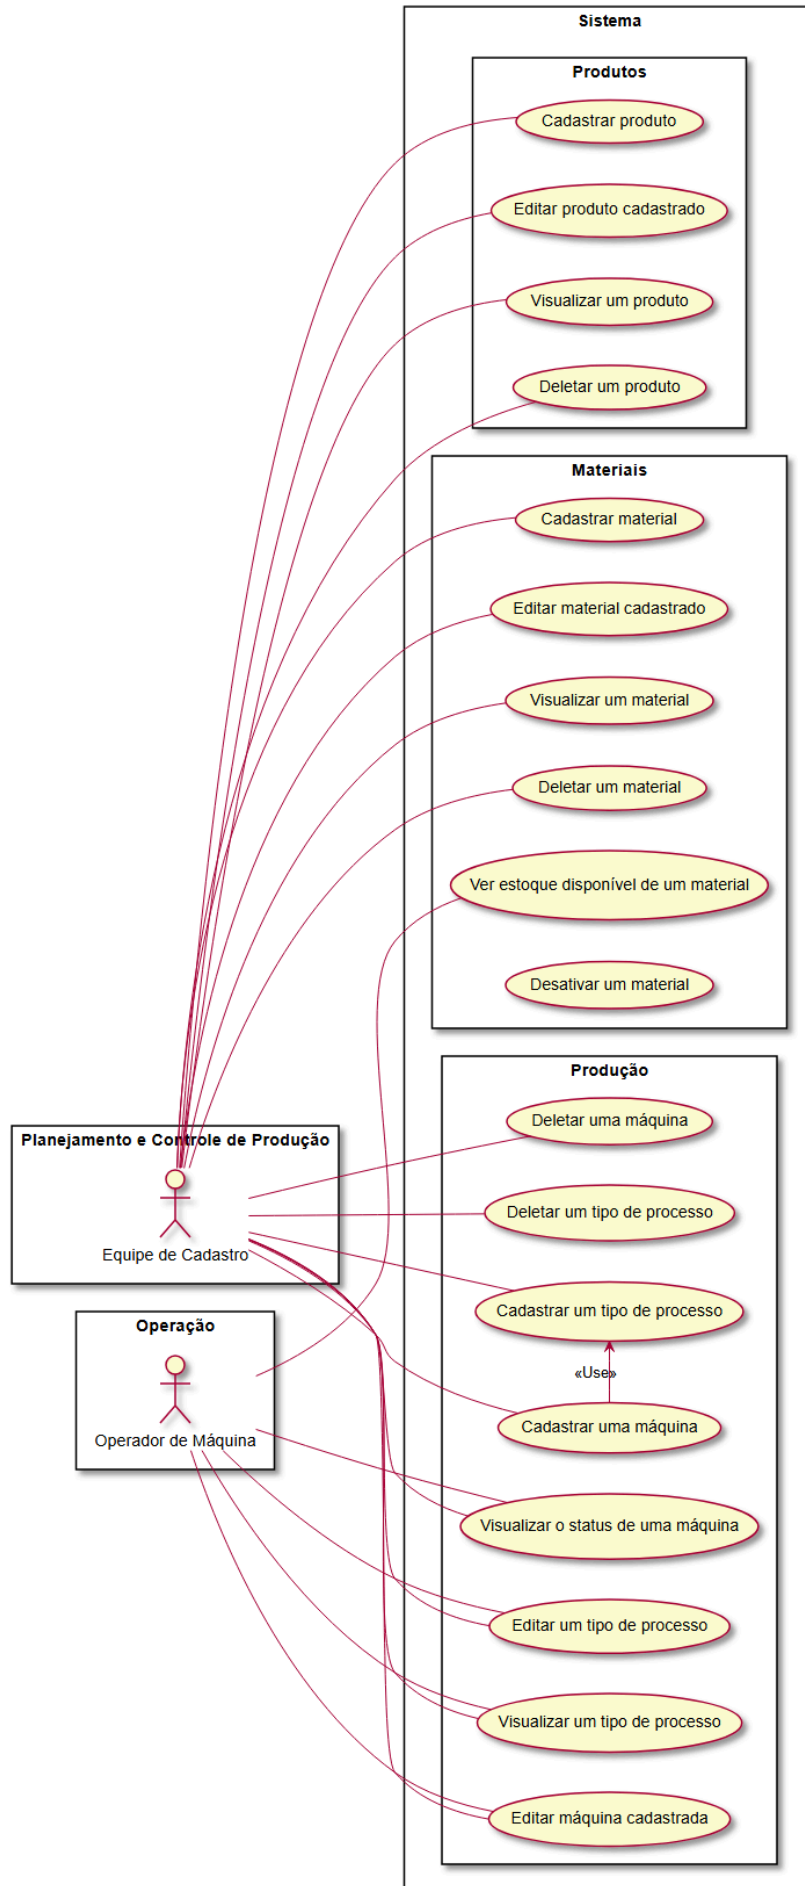 Sistema
Produtos
Cadastrar produto
Editar produto cadastrado
Visualizar um produto
Deletar um produto
Materiais
Cadastrar material
Editar material cadastrado
Visualizar um material
Deletar um material
Ver estoque disponível de um material
Desativar um material
Produção
Deletar uma máquina
Planejamento e Controle de Produção
Deletar um tipo de processo
Equipe de Cadastro
Cadastrar um tipo de processo
Operação
«Use»
Cadastrar uma máquina
Operador de Máquina
Visualizar o status de uma máquina
Editar um tipo de processo
Visualizar um tipo de processo
Editar máquina cadastrada